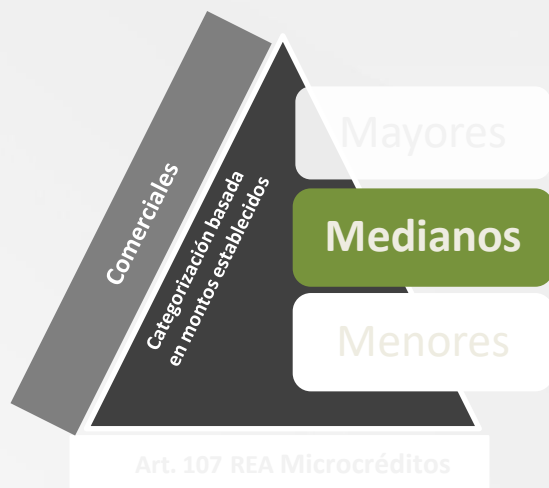 Comerciales
Categorización basada
en montos establecidos
Mayores
Medianos
Menores
Art. 107 REA Microcréditos